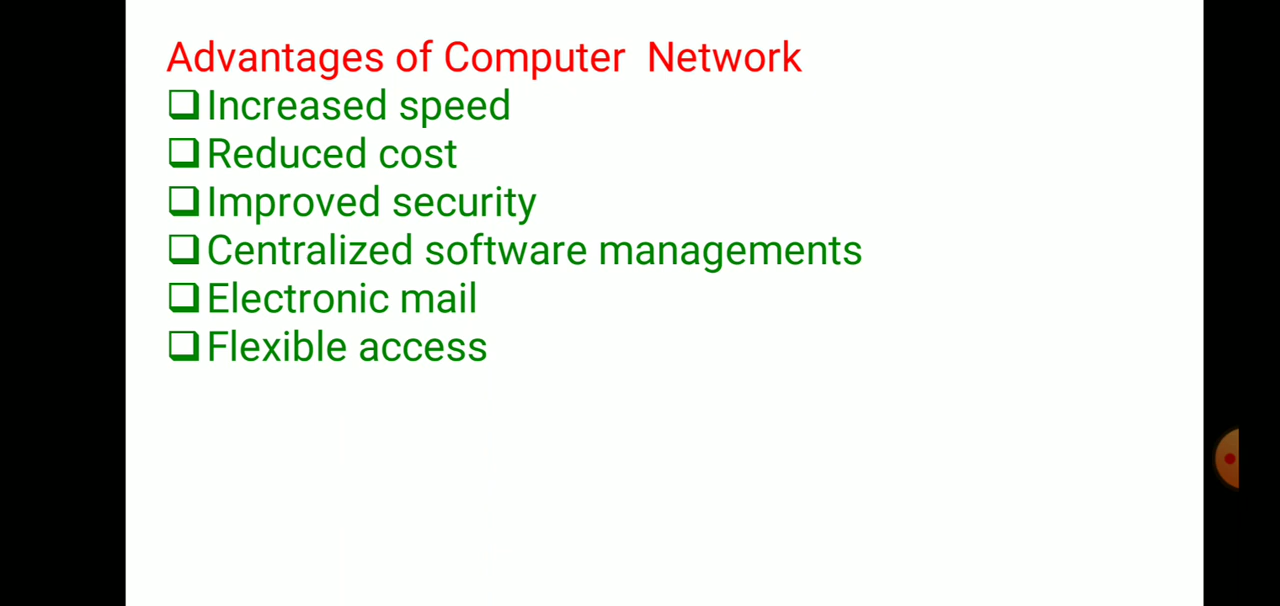 Advantages of Computer  Network
❑Increased speed
❑Reduced cost
❑Improved security
❑Centralized software managements
❑Electronic mail
❑Flexible access